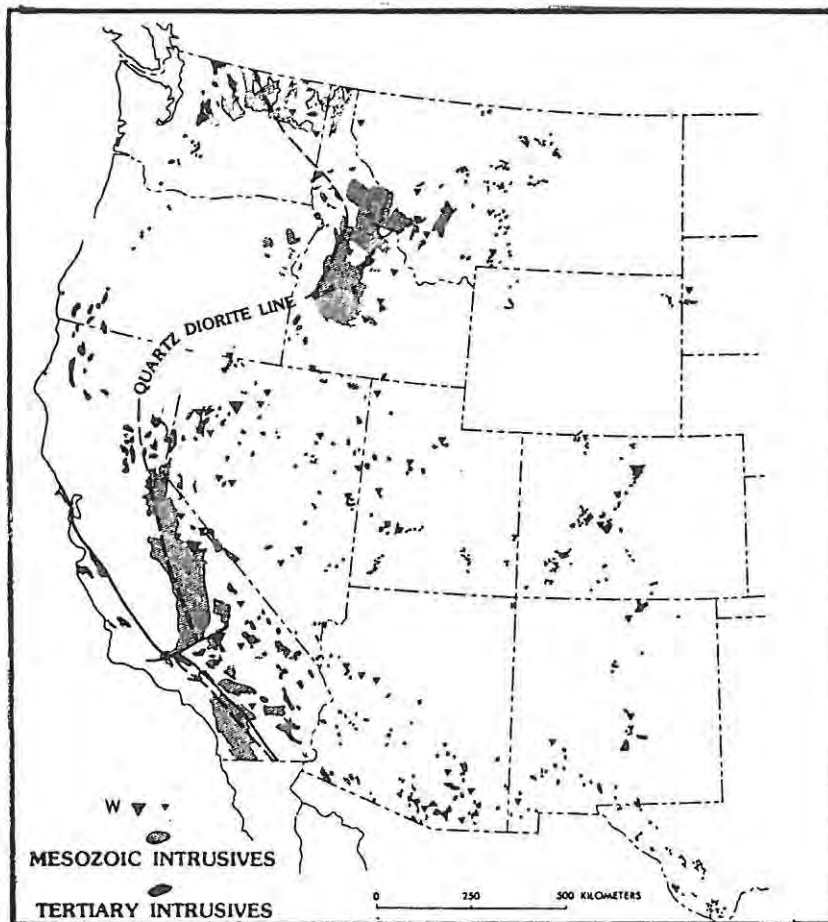 QUARTZ DIORITE LINE
W
MESOZOIC INTRUSIVES
TERTIARY INTRUSIVES
0 250 500 KILOMETERS